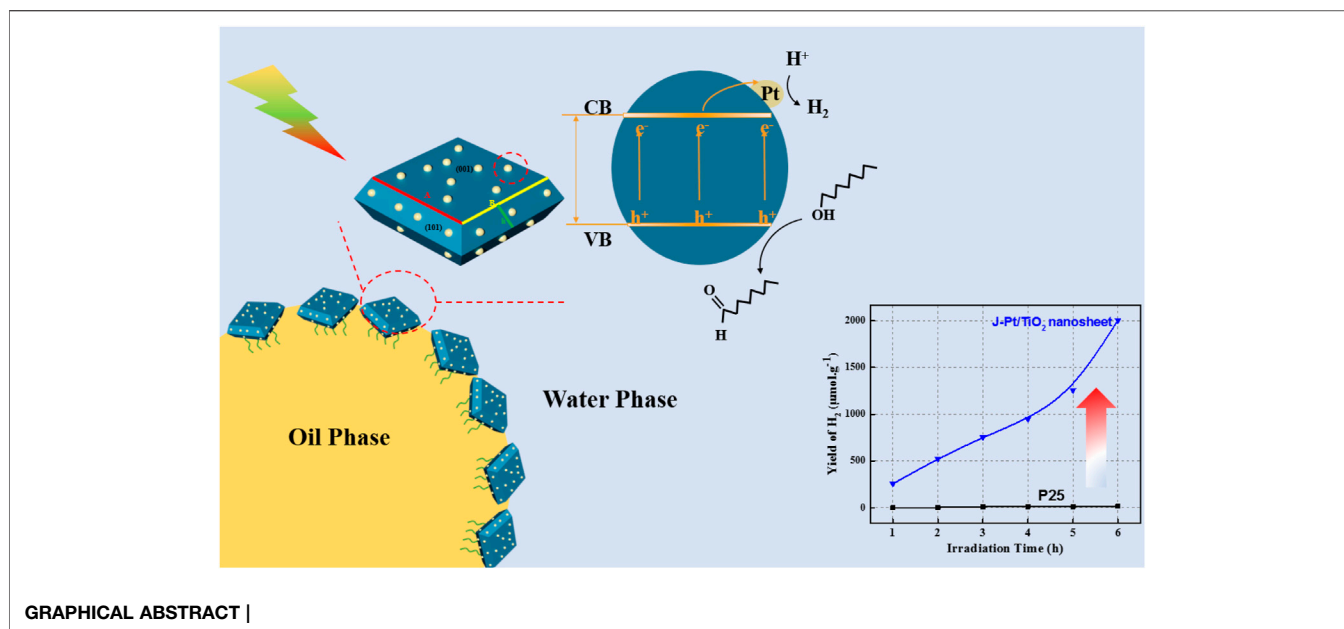 H⁺
Pt
H₂
CB
e⁻ e⁻ e⁻
(001)
(101)
h⁺ h⁺ h⁺
VB
OH
O
H
Water Phase
Oil Phase
J-Pt/TiO₂ nanosheet
P25
Yield of H₂ (μmol.g⁻¹)
2000
1500
1000
500
0
1 2 3 4 5 6
Irradiation Time (h)
GRAPHICAL ABSTRACT |